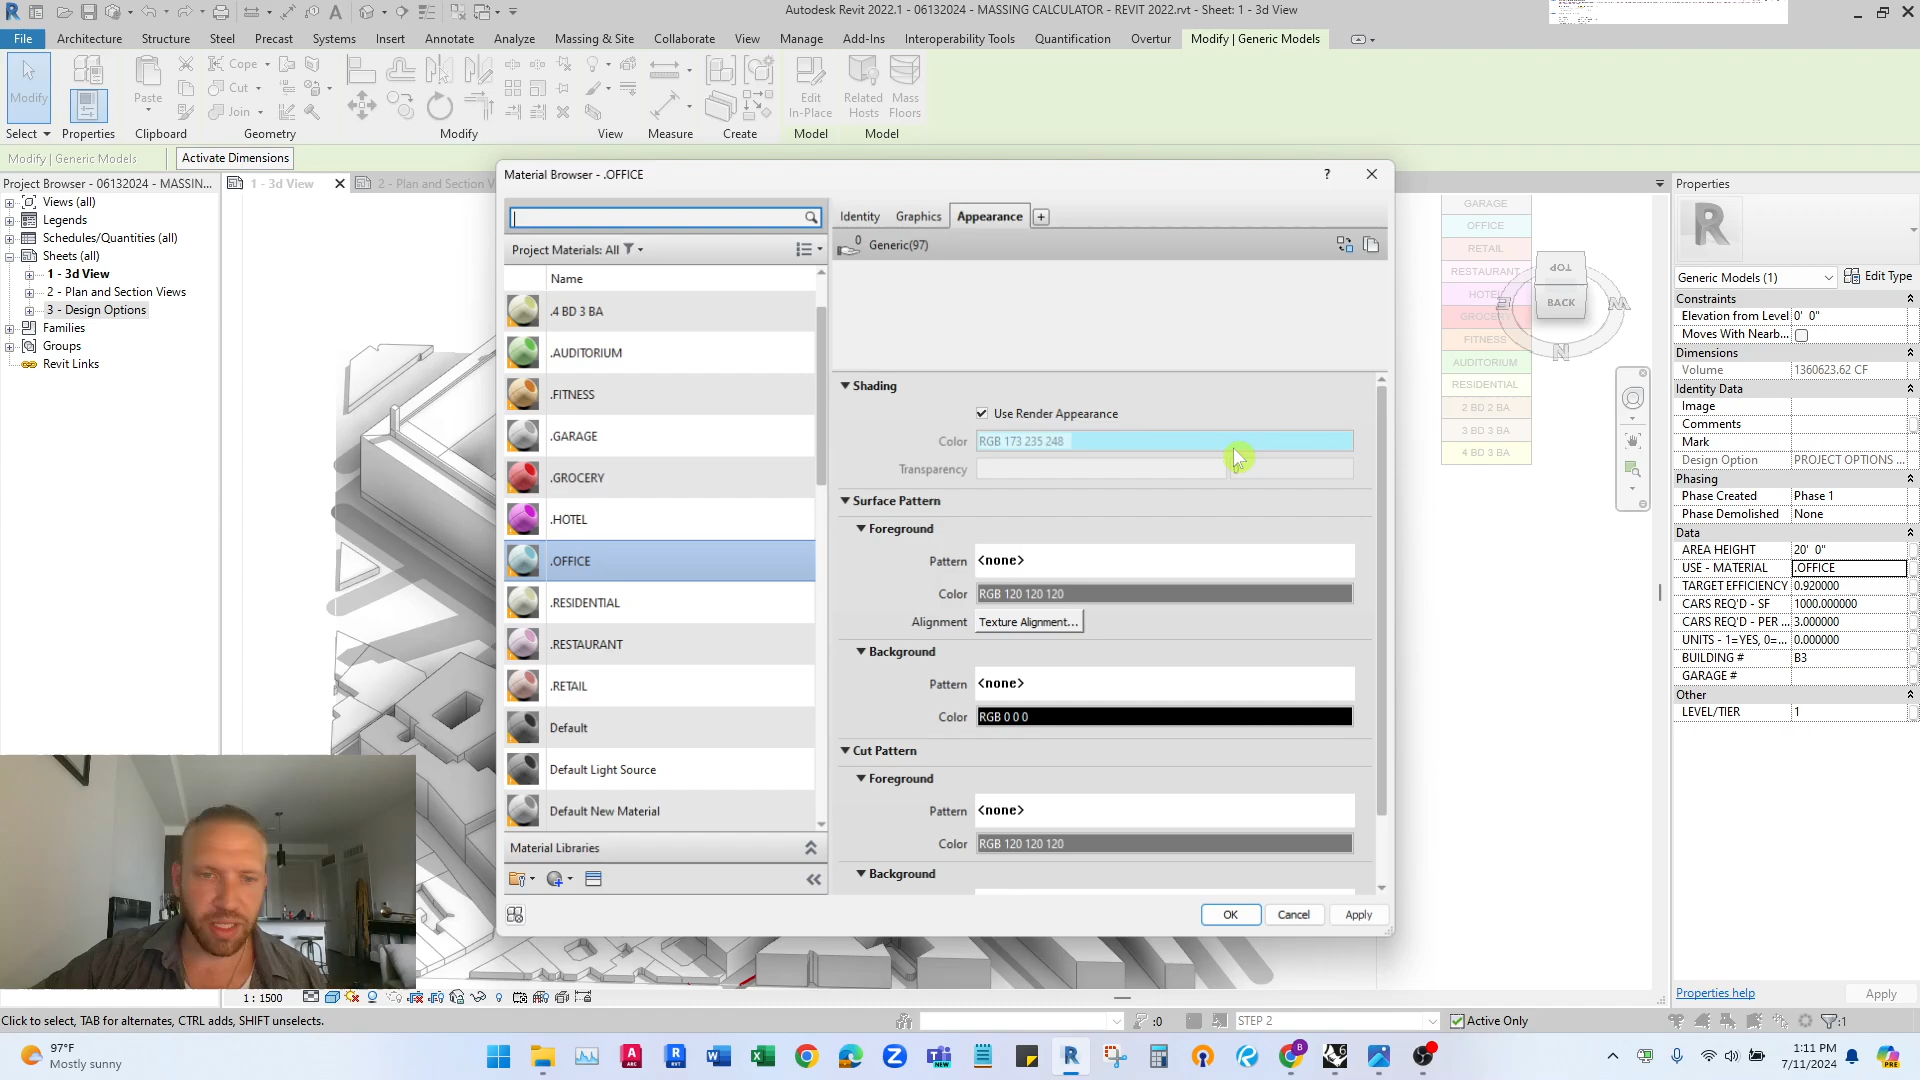 Autodesk Revit 2022.1 - 06132024 - MASSING CALCULATOR - REVIT 2022.rvt - Sheet: 1 - 3d View
File Architecture Structure Steel Precast Systems Insert Annotate Analyze Massing & Site Collaborate View Manage Add-Ins Interoperability Tools Quantification Overtur Modify | Generic Models
Modify Paste Cope Cut Join Edit In-Place Related Hosts Mass Floors
Select Properties Clipboard Geometry Modify View Measure Create Model Model
Modify | Generic Models Activate Dimensions
Project Browser - 06132024 - MASSIN...
Views (all)
Legends
Schedules/Quantities (all)
Sheets (all)
1 - 3d View
2 - Plan and Section Views
3 - Design Options
Families
Groups
Revit Links
1 - 3d View
2 - Plan and Section V
Material Browser - .OFFICE
?
Project Materials: All
Name
.4 BD 3 BA
.AUDITORIUM
.FITNESS
.GARAGE
.GROCERY
.HOTEL
.OFFICE
.RESIDENTIAL
.RESTAURANT
.RETAIL
Default
Default Light Source
Default New Material
Material Libraries
Identity Graphics Appearance +
0 Generic(97)
Shading
Use Render Appearance
Color RGB 173 235 248
Transparency
Surface Pattern
Foreground
Pattern <none>
Color RGB 120 120 120
Alignment Texture Alignment...
Background
Pattern <none>
Color RGB 0 0 0
Cut Pattern
Foreground
Pattern <none>
Color RGB 120 120 120
Background
OK Cancel Apply
GARAGE
OFFICE
RETAIL
RESTAURANT
HOTEL
GROCERY
FITNESS
AUDITORIUM
RESIDENTIAL
2 BD 2 BA
3 BD 3 BA
4 BD 3 BA
TOP
BACK
E
W
N
Properties
R
Generic Models (1) Edit Type
Constraints
Elevation from Level 0' 0"
Moves With Nearb...
Dimensions
Volume 1360623.62 CF
Identity Data
Image
Comments
Mark
Design Option PROJECT OPTIONS ...
Phasing
Phase Created Phase 1
Phase Demolished None
Data
AREA HEIGHT 20' 0"
USE - MATERIAL .OFFICE
TARGET EFFICIENCY 0.920000
CARS REQ'D - SF 1000.000000
CARS REQ'D - PER ... 3.000000
UNITS - 1=YES, 0=... 0.000000
BUILDING # B3
GARAGE #
Other
LEVEL/TIER 1
Properties help Apply
1 : 1500
Click to select, TAB for alternates, CTRL adds, SHIFT unselects.
:0 STEP 2 Active Only :1
97°F
Mostly sunny
1:11 PM
7/11/2024